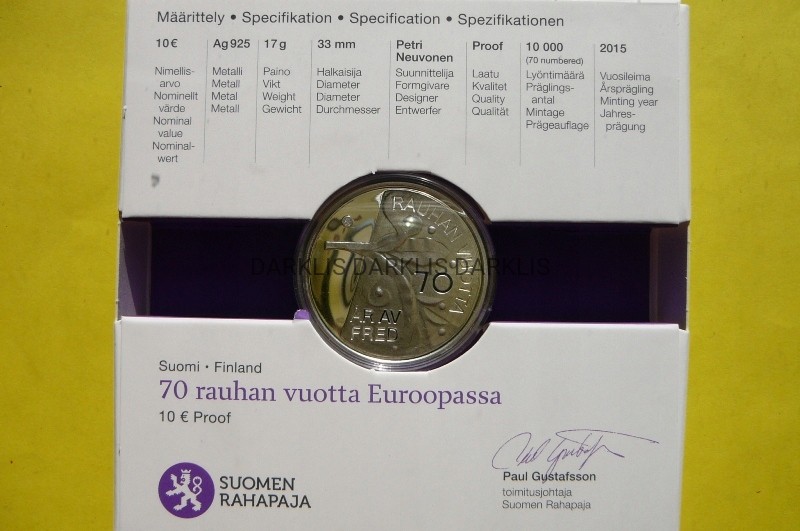 Määrittely • Specifikation • Specification • Spezifikationen
10 € Ag 925 17 g 33 mm Petri Neuvonen Proof 10 000 (70 numbered) 2015
Nimellis-
arvo
Nominellt
värde
Nominal
value
Nominal-
wert
Metalli
Metall
Metal
Metall
Paino
Vikt
Weight
Gewicht
Halkaisija
Diameter
Diameter
Durchmesser
Suunnittelija
Formgivare
Designer
Entwerfer
Laatu
Kvalitet
Quality
Qualität
Lyöntimäärä
Präglings-
antal
Mintage
Prägeauflage
Vuosileima
Årsprägling
Minting year
Jahres-
prägung
RAUHAN VUOTTA
70
ÅR AV
FRED
DARKLIS DARKLIS DARKLIS
Suomi • Finland
70 rauhan vuotta Euroopassa
10 € Proof
SUOMEN
RAHAPAJA
Paul Gustafsson
toimitusjohtaja
Suomen Rahapaja